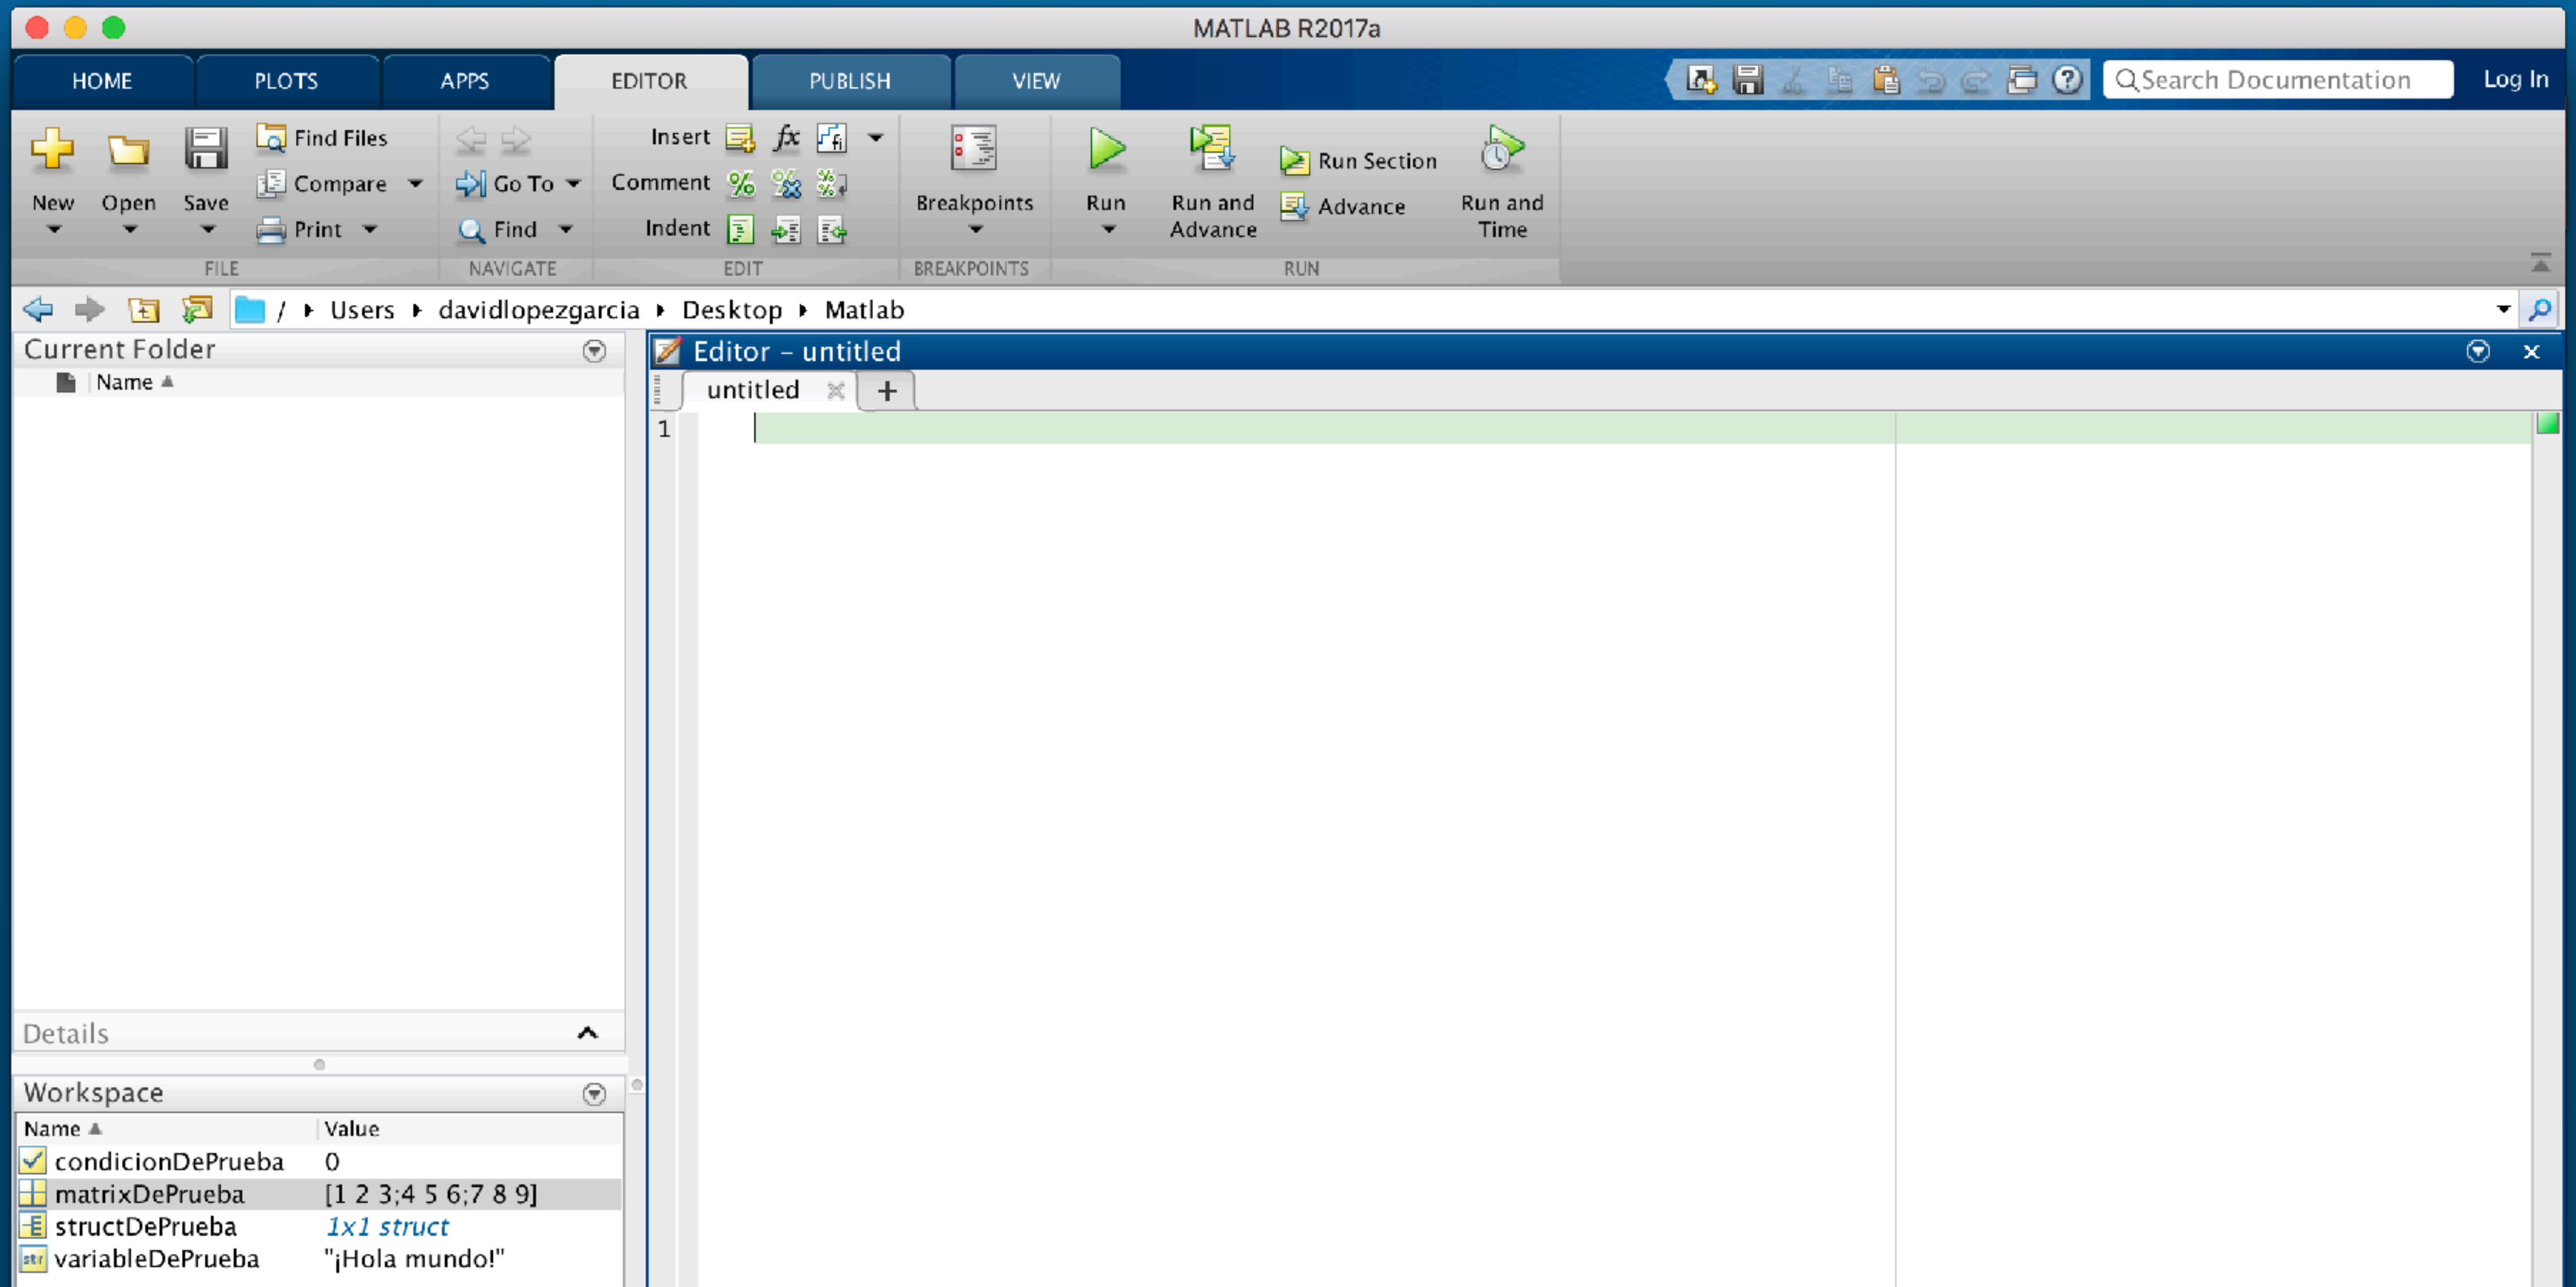 MATLAB R2017a
HOME PLOTS APPS EDITOR PUBLISH VIEW Search Documentation Log In
New Open Save Find Files Compare Print
FILE
Go To Find
NAVIGATE
Insert fx fi
Comment % % %
Indent
EDIT
Breakpoints
BREAKPOINTS
Run Run and Advance Run Section Advance Run and Time
RUN
/ Users davidlopezgarcia Desktop Matlab
Current Folder
Name
Details
Workspace
Name Value
condicionDePrueba 0
matrixDePrueba [1 2 3;4 5 6;7 8 9]
structDePrueba 1x1 struct
str variableDePrueba "¡Hola mundo!"
Editor – untitled
untitled +
1